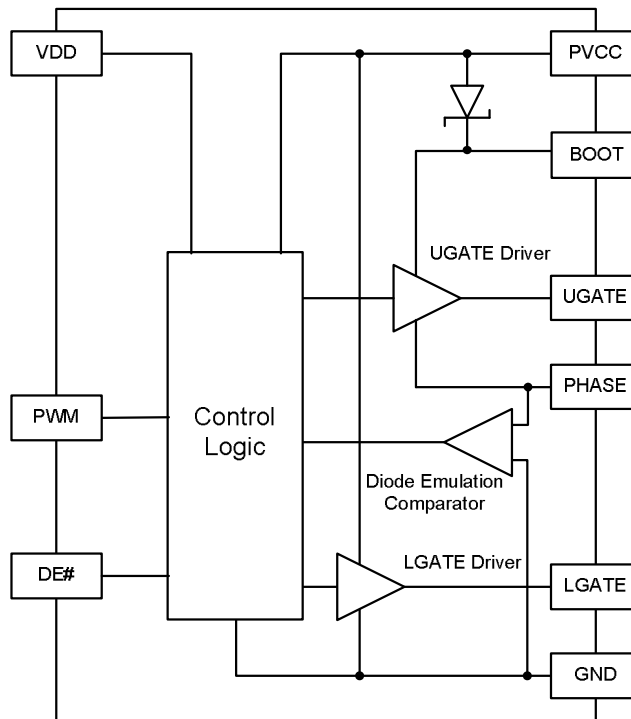 VDD
PVCC
BOOT
UGATE Driver
UGATE
PHASE
PWM
Control
Logic
Diode Emulation
Comparator
DE#
LGATE Driver
LGATE
GND